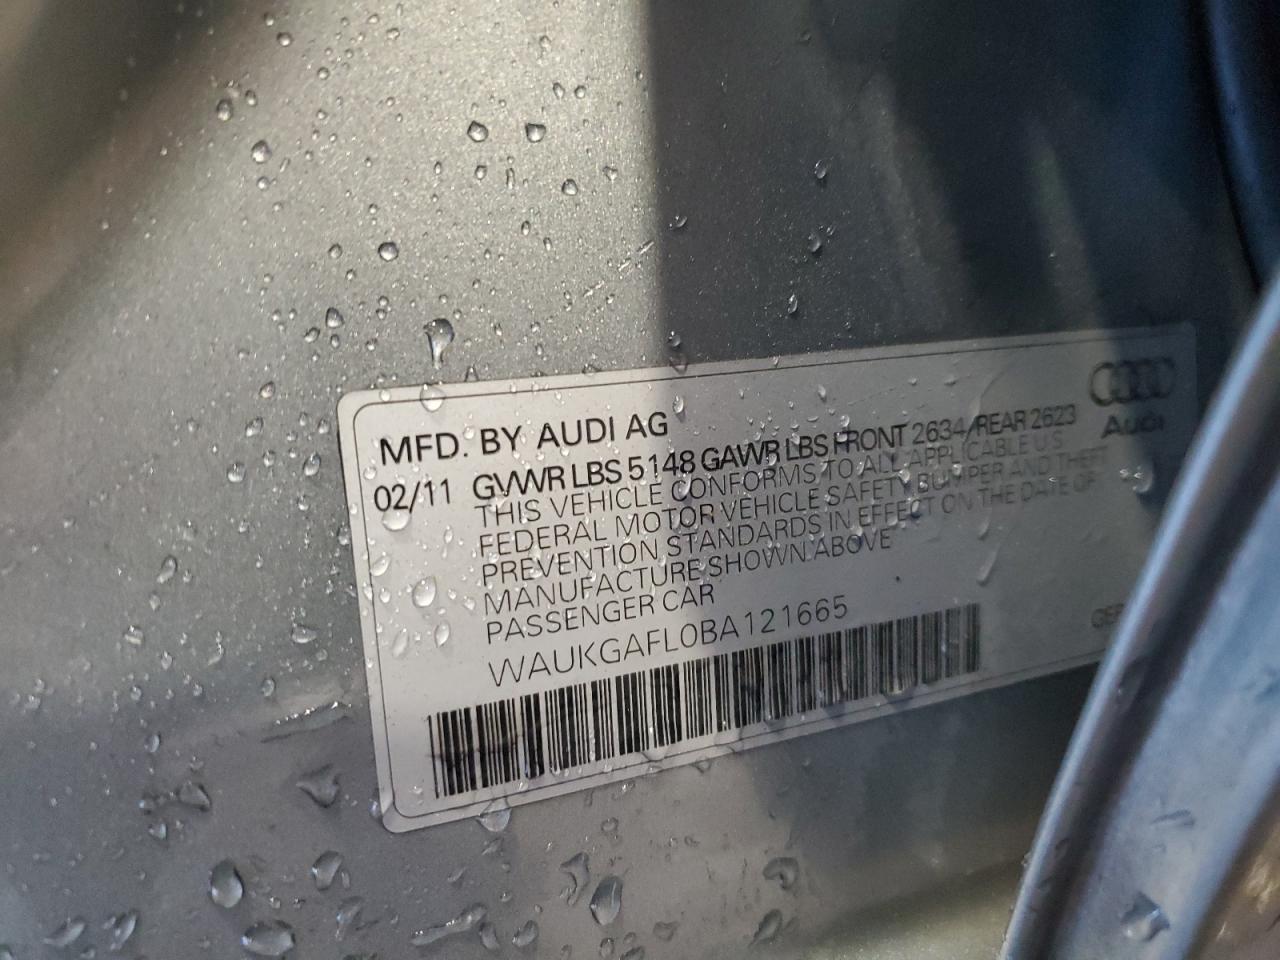 MFD. BY AUDI AG
02/11 GVWR LBS 5148 GAWR LBS FRONT 2634/REAR 2623
THIS VEHICLE CONFORMS TO ALL APPLICABLE US
FEDERAL MOTOR VEHICLE SAFETY BUMPER AND THEFT
PREVENTION STANDARDS IN EFFECT ON THE DATE OF
MANUFACTURE SHOWN ABOVE
PASSENGER CAR
WAUKGAFL0BA121665
Audi